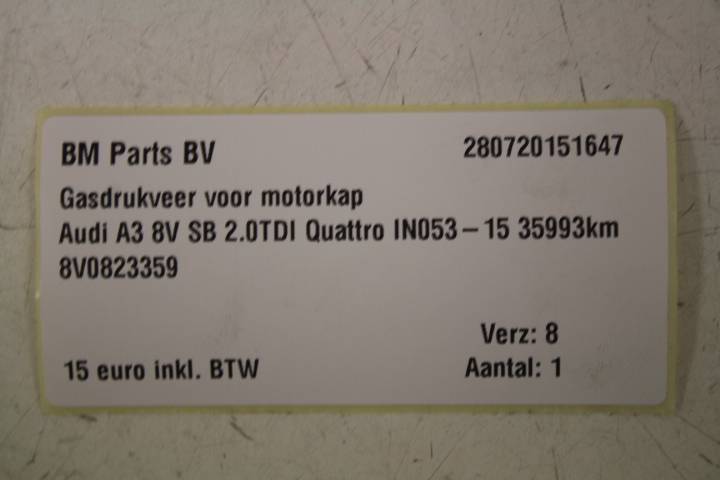 BM Parts BV 280720151647
Gasdrukveer voor motorkap
Audi A3 8V SB 2.0TDI Quattro IN053-15 35993km
8V0823359
Verz: 8
15 euro inkl. BTW Aantal: 1